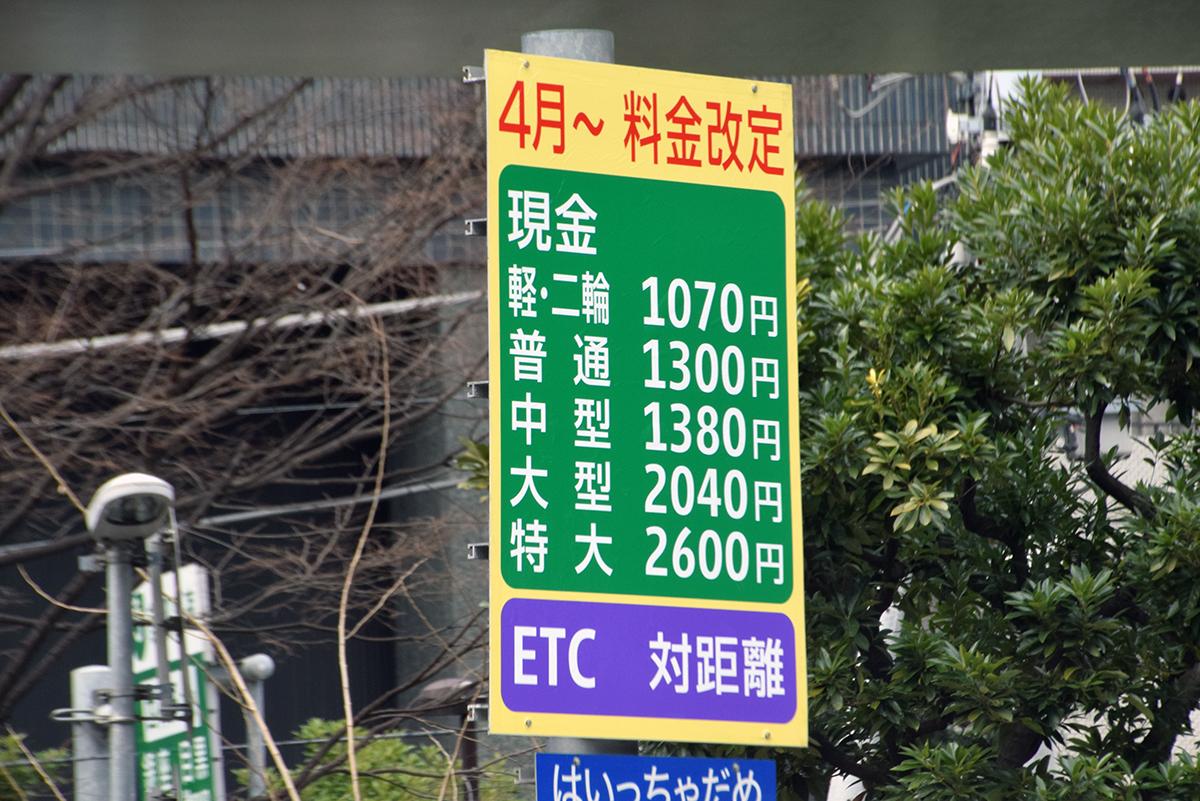 4月～ 料金改定
現金
軽・二輪 1070円
普通 1300円
中型 1380円
大型 2040円
特大 2600円
ETC 対距離
はいっちゃだめ